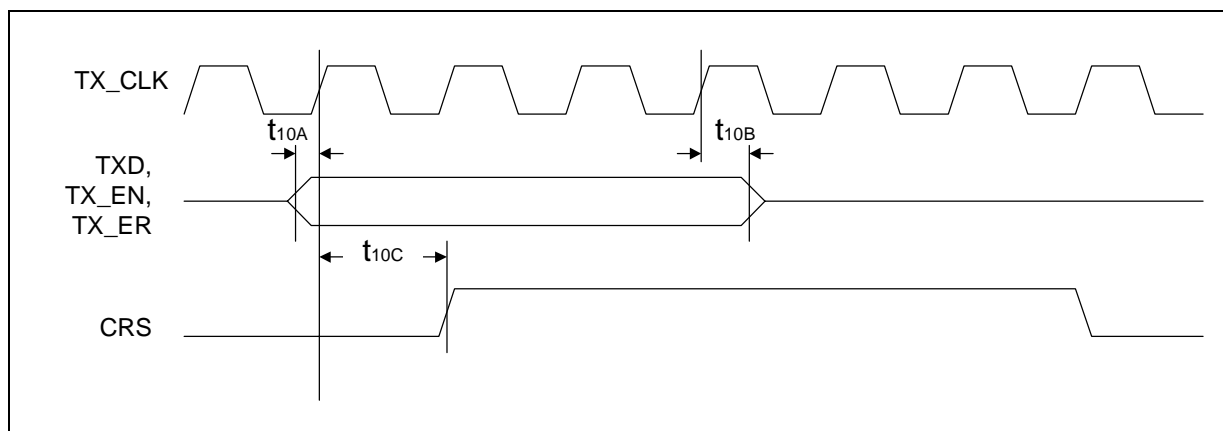 TX_CLK
t10A
t10B
TXD,
TX_EN,
TX_ER
t10C
CRS